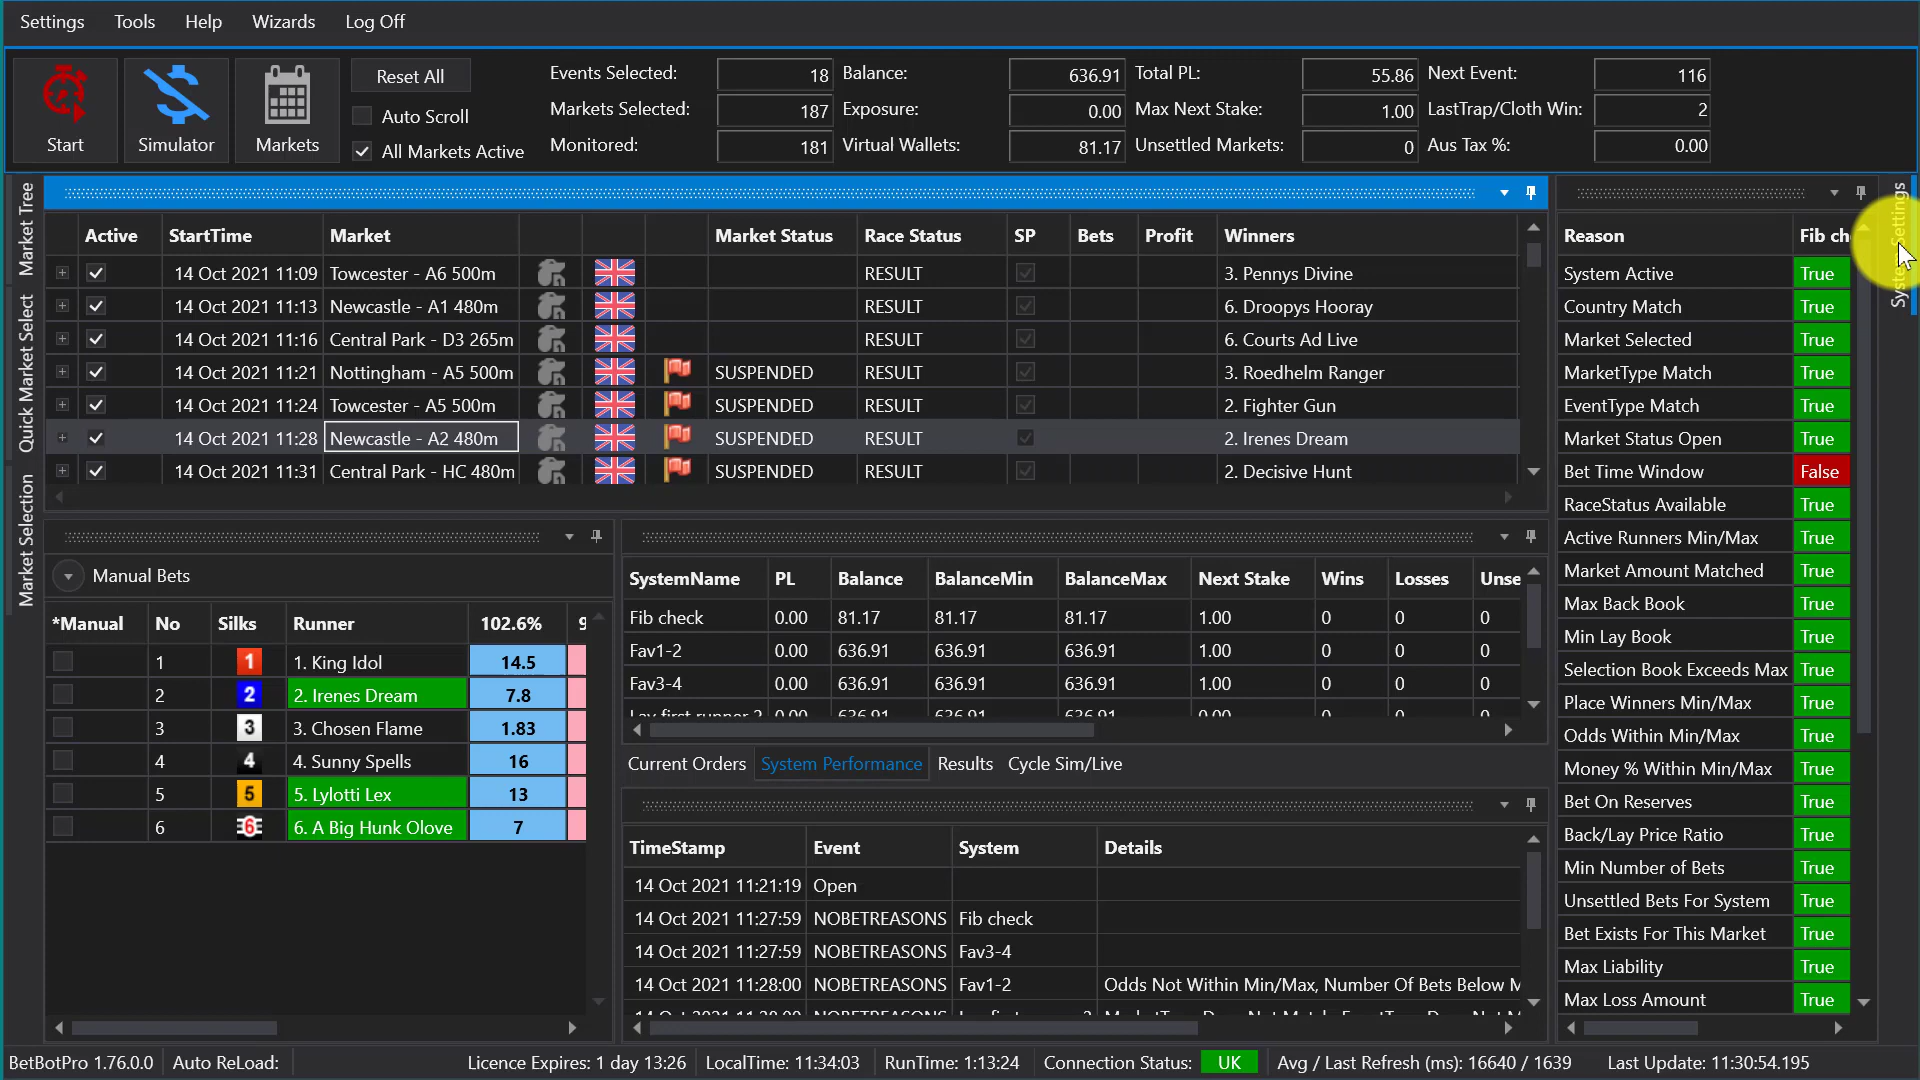 Settings Tools Help Wizards Log Off
Start
Simulator
Markets
Reset All
Auto Scroll
All Markets Active
Events Selected: 18 Balance: 636.91 Total PL: 55.86 Next Event: 116
Markets Selected: 187 Exposure: 0.00 Max Next Stake: 1.00 LastTrap/Cloth Win: 2
Monitored: 181 Virtual Wallets: 81.17 Unsettled Markets: 0 Aus Tax %: 0.00
Market Tree
Quick Market Select
Market Selection
Active StartTime Market Market Status Race Status SP Bets Profit Winners
14 Oct 2021 11:09 Towcester - A6 500m RESULT 3. Pennys Divine
14 Oct 2021 11:13 Newcastle - A1 480m RESULT 6. Droopys Hooray
14 Oct 2021 11:16 Central Park - D3 265m RESULT 6. Courts Ad Live
14 Oct 2021 11:21 Nottingham - A5 500m SUSPENDED RESULT 3. Roedhelm Ranger
14 Oct 2021 11:24 Towcester - A5 500m SUSPENDED RESULT 2. Fighter Gun
14 Oct 2021 11:28 Newcastle - A2 480m SUSPENDED RESULT 2. Irenes Dream
14 Oct 2021 11:31 Central Park - HC 480m SUSPENDED RESULT 2. Decisive Hunt
Manual Bets
*Manual No Silks Runner 102.6% 9
1 1 1. King Idol 14.5
2 2 2. Irenes Dream 7.8
3 3 3. Chosen Flame 1.83
4 4 4. Sunny Spells 16
5 5 5. Lylotti Lex 13
6 6 6. A Big Hunk Olove 7
SystemName PL Balance BalanceMin BalanceMax Next Stake Wins Losses Unse
Fib check 0.00 81.17 81.17 81.17 1.00 0 0
Fav1-2 0.00 636.91 636.91 636.91 1.00 0 0
Fav3-4 0.00 636.91 636.91 636.91 1.00 0 0
Lay first runner 2 0.00 636.91 636.91 636.91 0.00 0 0
Current Orders System Performance Results Cycle Sim/Live
TimeStamp Event System Details
14 Oct 2021 11:21:19 Open
14 Oct 2021 11:27:59 NOBETREASONS Fib check
14 Oct 2021 11:27:59 NOBETREASONS Fav3-4
14 Oct 2021 11:28:00 NOBETREASONS Fav1-2 Odds Not Within Min/Max, Number Of Bets Below M
14 Oct 2021 11:28:00 NOBETREASONS
Reason Fib ch
System Active True
Country Match True
Market Selected True
MarketType Match True
EventType Match True
Market Status Open True
Bet Time Window False
RaceStatus Available True
Active Runners Min/Max True
Market Amount Matched True
Max Back Book True
Min Lay Book True
Selection Book Exceeds Max True
Place Winners Min/Max True
Odds Within Min/Max True
Money % Within Min/Max True
Bet On Reserves True
Back/Lay Price Ratio True
Min Number of Bets True
Unsettled Bets For System True
Bet Exists For This Market True
Max Liability True
Max Loss Amount True
System Settings
BetBotPro 1.76.0.0 Auto ReLoad: Licence Expires: 1 day 13:26 LocalTime: 11:34:03 RunTime: 1:13:24 Connection Status: UK Avg / Last Refresh (ms): 16640 / 1639 Last Update: 11:30:54.195